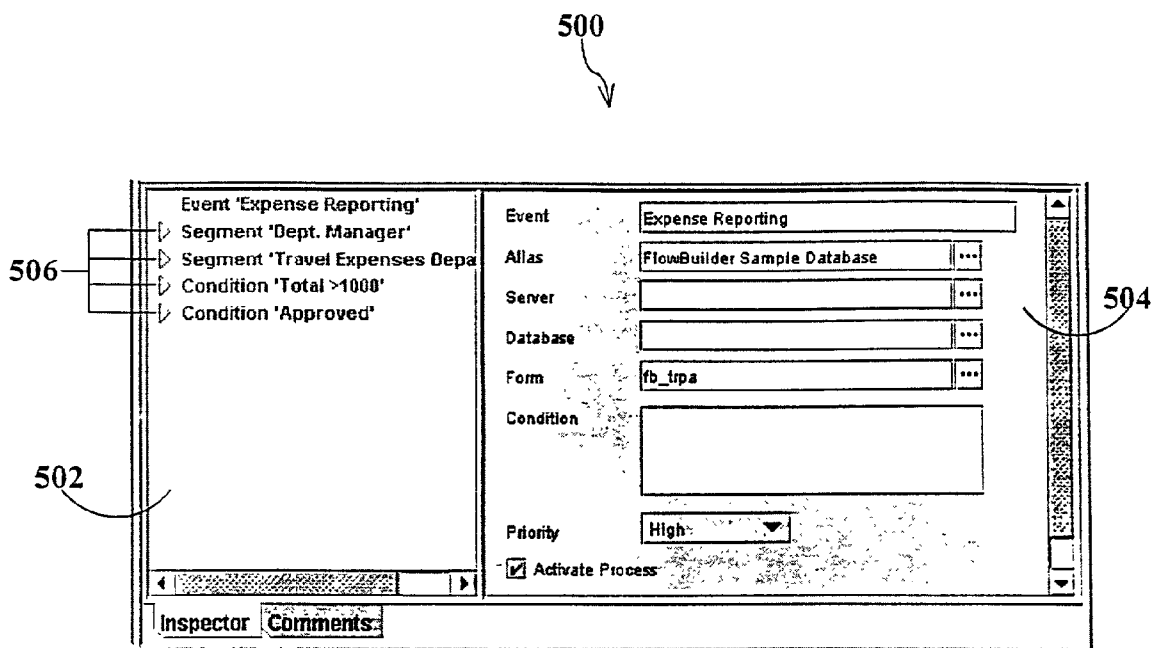 500
Event 'Expense Reporting'
Segment 'Dept. Manager'
Segment 'Travel Expenses Depa
Condition 'Total >1000'
Condition 'Approved'
506
502
Event Expense Reporting
Alias FlowBuilder Sample Database ...
Server ...
Database ...
Form fb_trpa ...
Condition
Priority High
Activate Process
504
Inspector Comments